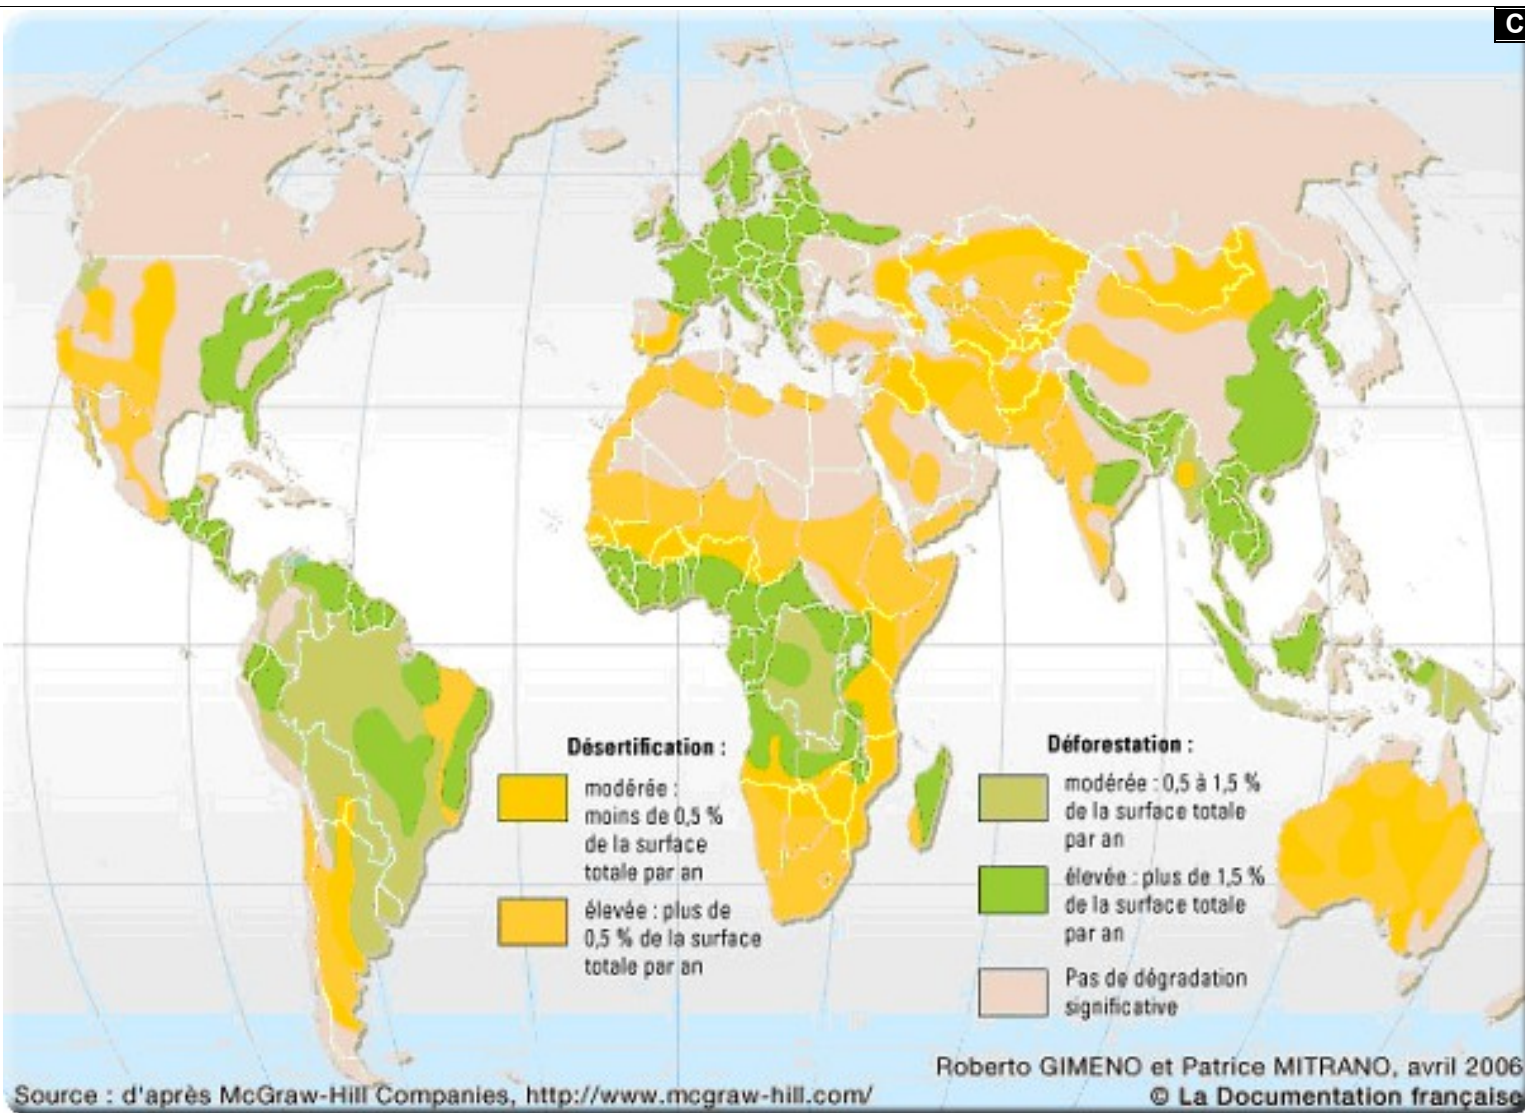 C
Désertification :
modérée :
moins de 0,5 %
de la surface
totale par an
élevée : plus de
0,5 % de la surface
totale par an
Déforestation :
modérée : 0,5 à 1,5 %
de la surface totale
par an
élevée : plus de 1,5 %
de la surface totale
par an
Pas de dégradation
significative
Roberto GIMENO et Patrice MITRANO, avril 2006
Source : d'après McGraw-Hill Companies, http://www.mcgraw-hill.com/
© La Documentation française